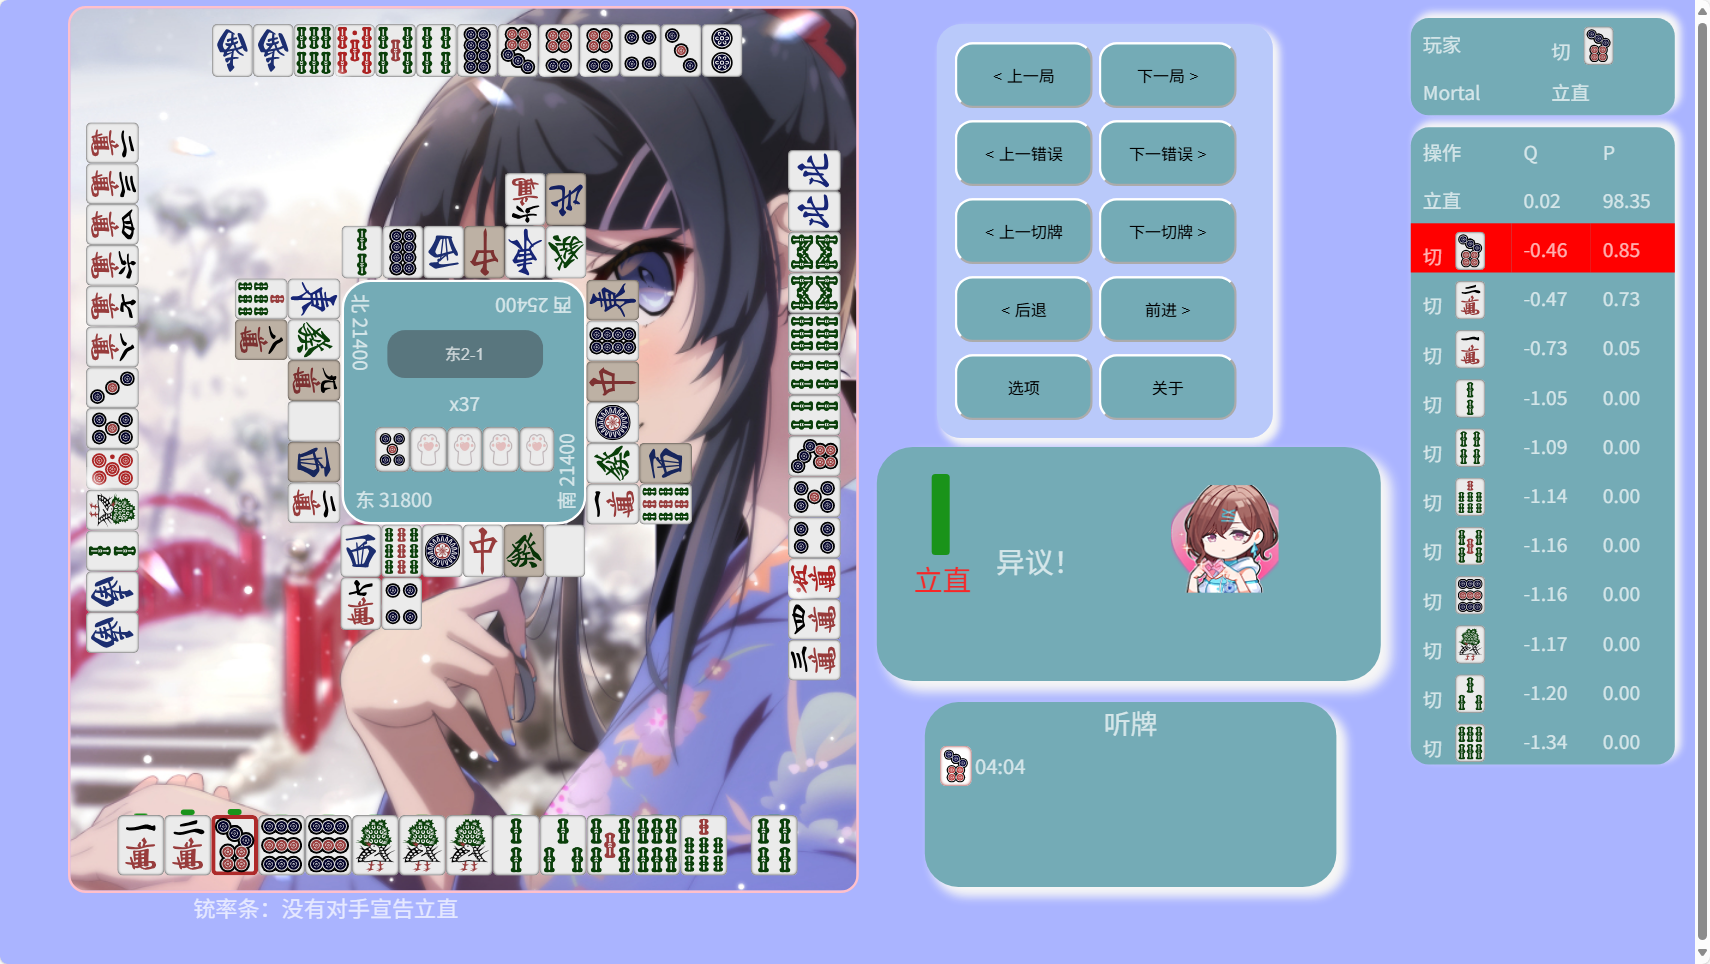 北 21400
西 25400
东2-1
x37
东 31800
南 21400
铳率条：没有对手宣告立直
< 上一局
下一局 >
< 上一错误
下一错误 >
< 上一切牌
下一切牌 >
< 后退
前进 >
选项
关于
立直
异议！
听牌
04:04
玩家 切
Mortal 立直
操作 Q P
立直 0.02 98.35
切 -0.46 0.85
切 -0.47 0.73
切 -0.73 0.05
切 -1.05 0.00
切 -1.09 0.00
切 -1.14 0.00
切 -1.16 0.00
切 -1.16 0.00
切 -1.17 0.00
切 -1.20 0.00
切 -1.34 0.00